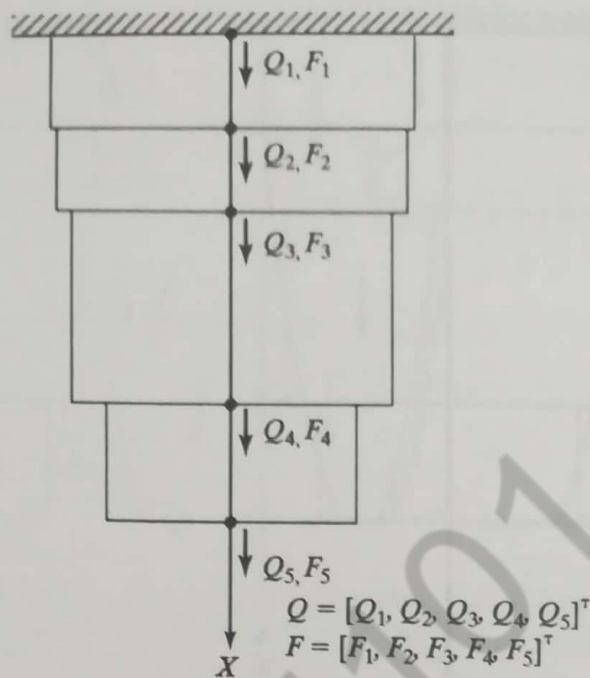 Q₁, F₁
Q₂, F₂
Q₃, F₃
Q₄, F₄
Q₅, F₅
Q = [Q₁, Q₂, Q₃, Q₄, Q₅]ᵀ
F = [F₁, F₂, F₃, F₄, F₅]ᵀ
X